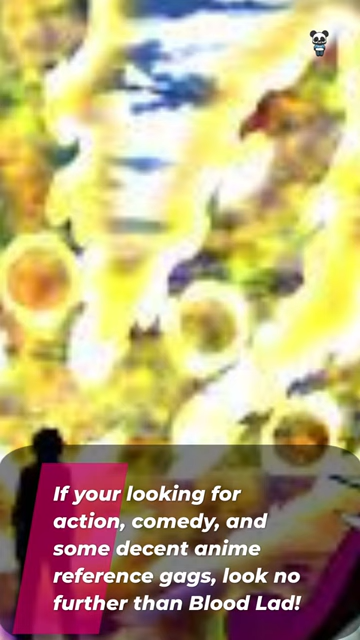 If your looking for
action, comedy, and
some decent anime
reference gags, look no
further than Blood Lad!